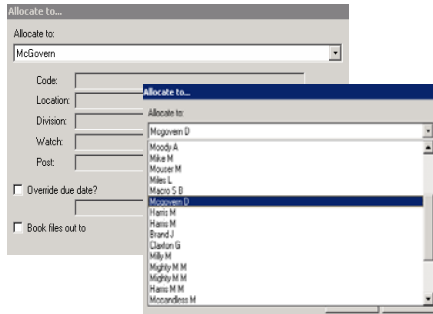 Allocate to...
Allocate to:
McGovern
Code:
Location:
Division:
Watch:
Post:
Override due date?
Book files out to
Allocate to...
Allocate to:
Mcgovern D
Moody A
Mike M
Mouser M
Miles L
Macro S B
Mcgovern D
Harris M
Harris M
Brand J
Claxton G
Milly M
Mighty M M
Mighty M M
Harris M M
Mccandless M